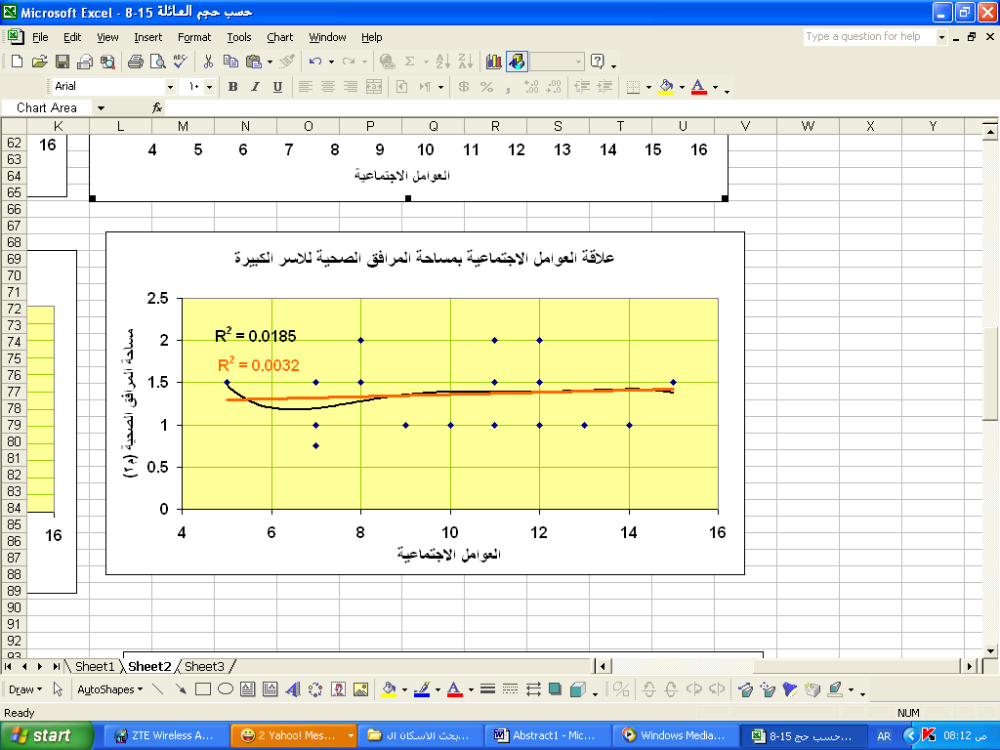 Microsoft Excel - 8-15 حسب حجم العائلة
File Edit View Insert Format Tools Chart Window Help
Type a question for help
Arial
١٠
B I U
Chart Area
fx
K L M N O P Q R S T U V W X Y
62
63
64
65
66
67
68
69
70
71
72
73
74
75
76
77
78
79
80
81
82
83
84
85
86
87
88
89
90
91
92
93
16
4 5 6 7 8 9 10 11 12 13 14 15 16
العوامل الاجتماعية
علاقة العوامل الاجتماعية بمساحة المرافق الصحية للاسر الكبيرة
مساحة المرافق الصحية (م٢)
2.5
2
1.5
1
0.5
0
R² = 0.0185
R² = 0.0032
4 6 8 10 12 14 16
العوامل الاجتماعية
16
Sheet1 Sheet2 Sheet3
Draw AutoShapes
Ready
NUM
start
ZTE Wireless A...
2 Yahoo! Mes...
بحث الاسكان ال...
Abstract1 - Mic...
Windows Media...
8-15 حسب حج...
AR
08:12 ص